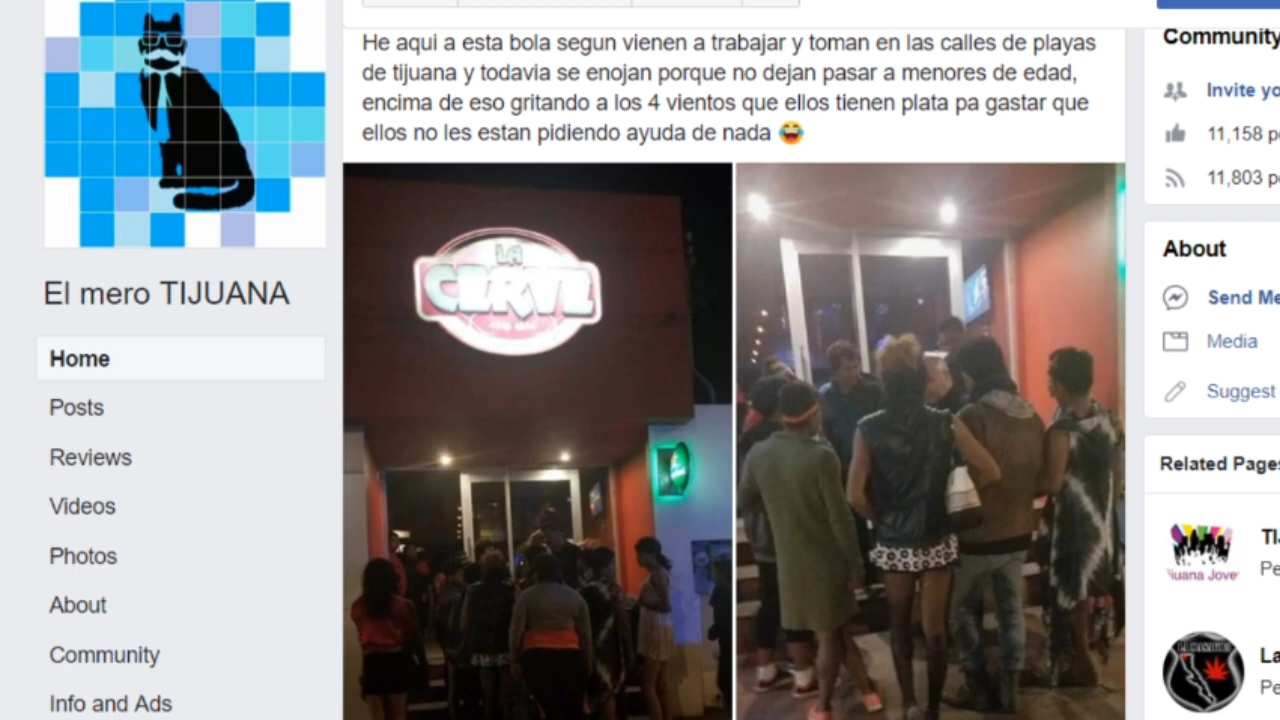 He aqui a esta bola segun vienen a trabajar y toman en las calles de playas
de tijuana y todavia se enojan porque no dejan pasar a menores de edad,
encima de eso gritando a los 4 vientos que ellos tienen plata pa gastar que
ellos no les estan pidiendo ayuda de nada 😂
LA
CERVE
El mero TIJUANA
Home
Posts
Reviews
Videos
Photos
About
Community
Info and Ads
Community
Invite yo
11,158 p
11,803 p
About
Send Me
Media
Suggest
Related Pages
TI
iuana Jove
Pe
La
Pe